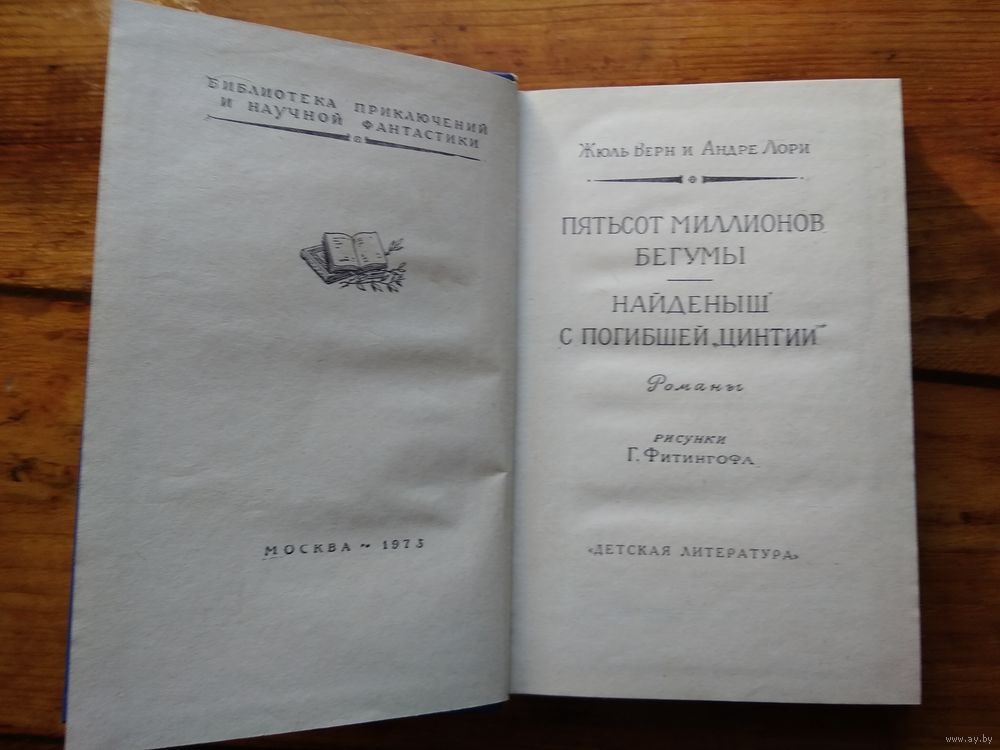 БИБЛИОТЕКА ПРИКЛЮЧЕНИЙ
И НАУЧНОЙ ФАНТАСТИКИ
МОСКВА ~ 1973
ЖЮЛЬ ВЕРН И АНДРЕ ЛОРИ
ПЯТЬСОТ МИЛЛИОНОВ
БЕГУМЫ
НАЙДЕНЫШ
С ПОГИБШЕЙ „ЦИНТИИ“
Романы
РИСУНКИ
Г. ФИТИНГОФА
«ДЕТСКАЯ ЛИТЕРАТУРА»
www.ay.by